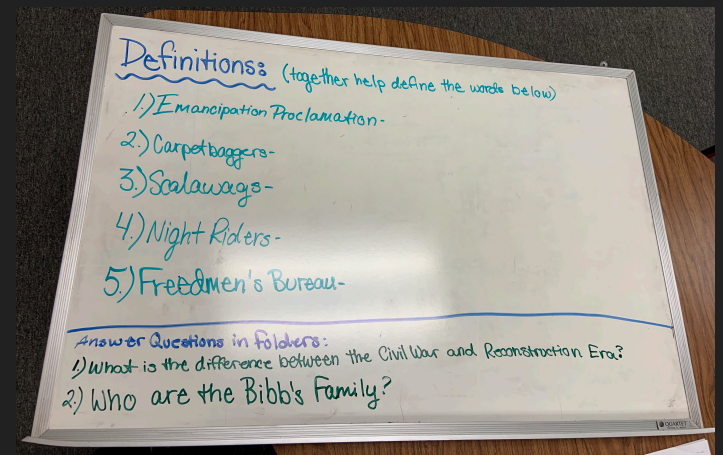 Definitions: (together help define the words below)
1.) Emancipation Proclamation-
2.) Carpetbaggers-
3.) Scalawags-
4.) Night Riders-
5.) Freedmen's Bureau-
Answer Questions in Folders:
1.) What is the difference between the Civil War and Reconstruction Era?
2.) Who are the Bibb's Family?
QUARTET